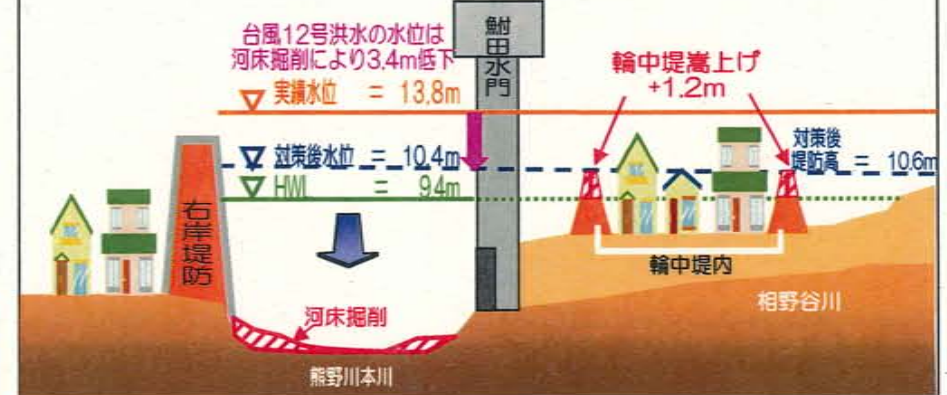 台風12号洪水の水位は
河床掘削により3.4m低下
鮒田水門
輪中堤嵩上げ
+1.2m
実績水位 = 13.8m
対策後水位 = 10.4m
対策後
堤防高 = 10.6m
HWL 9.4m
右岸堤防
輪中堤内
相野谷川
河床掘削
熊野川本川